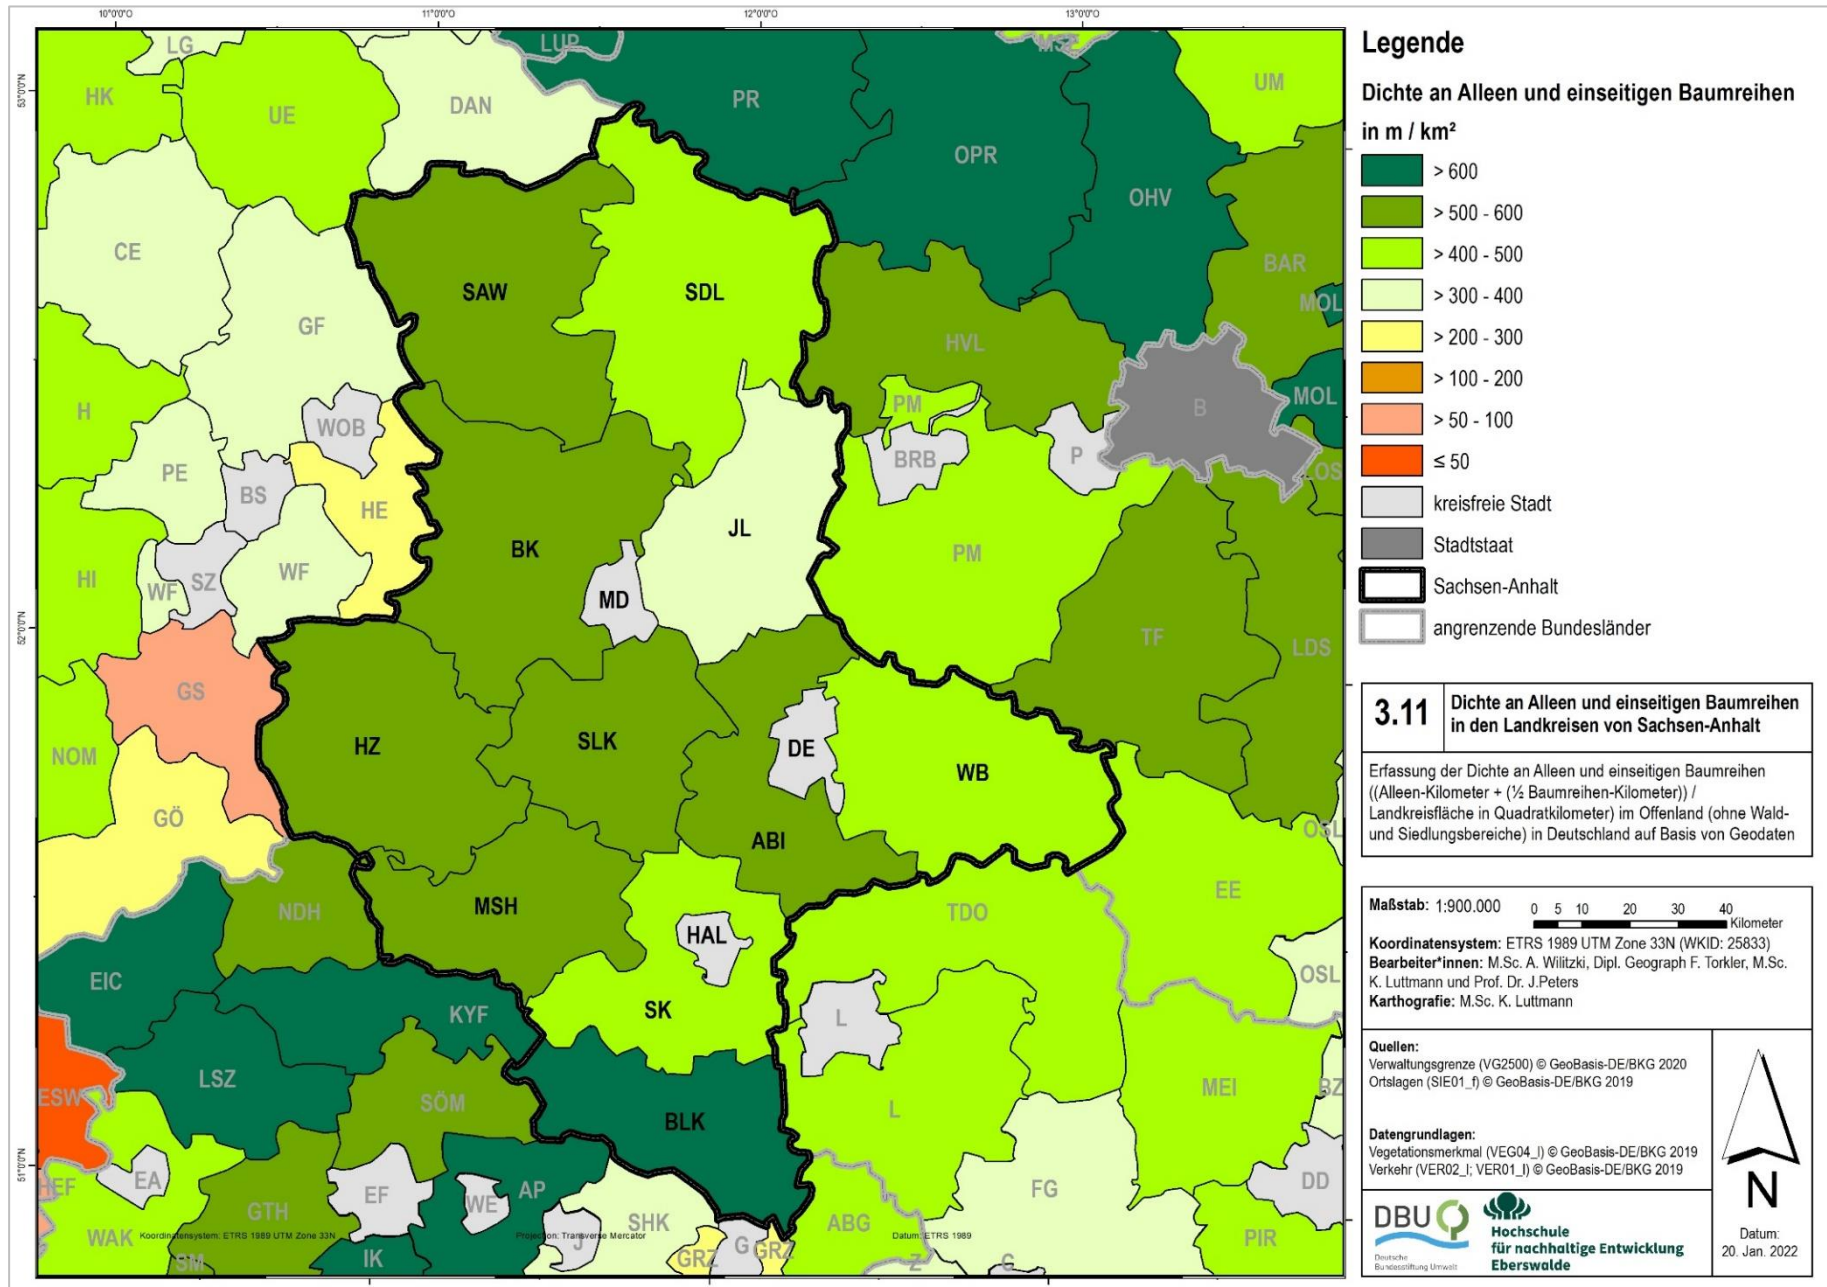 10°0'0"O
11°0'0"O
12°0'0"O
13°0'0"O
53°0'0"N
52°0'0"N
51°0'0"N
LG
LUP
MSE
HK
UE
DAN
PR
UM
OPR
OHV
CE
SAW
SDL
BAR
MOL
GF
HVL
H
WOB
PM
B
MOL
PE
BS
HE
BRB
P
LOS
HI
WF
SZ
WF
BK
JL
PM
MD
TF
LDS
GS
NOM
HZ
SLK
DE
WB
GÖ
ABI
OSL
NDH
MSH
EE
TDO
HAL
EIC
OSL
KYF
SK
L
ESW
LSZ
SÖM
BLK
L
MEI
BZ
HEF
EA
EF
WE
AP
FG
DD
WAK
GTH
SHK
ABG
PIR
SM
IK
J
GRZ
G
GRZ
Z
C
Koordinatensystem: ETRS 1989 UTM Zone 33N
Projection: Transverse Mercator
Datum: ETRS 1989
Legende
Dichte an Alleen und einseitigen Baumreihen
in m / km²
> 600
> 500 - 600
> 400 - 500
> 300 - 400
> 200 - 300
> 100 - 200
> 50 - 100
≤ 50
kreisfreie Stadt
Stadtstaat
Sachsen-Anhalt
angrenzende Bundesländer
3.11
Dichte an Alleen und einseitigen Baumreihen
in den Landkreisen von Sachsen-Anhalt
Erfassung der Dichte an Alleen und einseitigen Baumreihen
((Alleen-Kilometer + (½ Baumreihen-Kilometer)) /
Landkreisfläche in Quadratkilometer) im Offenland (ohne Wald-
und Siedlungsbereiche) in Deutschland auf Basis von Geodaten
Maßstab: 1:900.000
0 5 10 20 30 40
Kilometer
Koordinatensystem: ETRS 1989 UTM Zone 33N (WKID: 25833)
Bearbeiter*innen: M.Sc. A. Wilitzki, Dipl. Geograph F. Torkler, M.Sc.
K. Luttmann und Prof. Dr. J.Peters
Karthografie: M.Sc. K. Luttmann
Quellen:
Verwaltungsgrenze (VG2500) © GeoBasis-DE/BKG 2020
Ortslagen (SIE01_f) © GeoBasis-DE/BKG 2019
Datengrundlagen:
Vegetationsmerkmal (VEG04_l) © GeoBasis-DE/BKG 2019
Verkehr (VER02_l; VER01_l) © GeoBasis-DE/BKG 2019
N
Datum:
20. Jan. 2022
DBU
Deutsche
Bundesstiftung Umwelt
Hochschule
für nachhaltige Entwicklung
Eberswalde